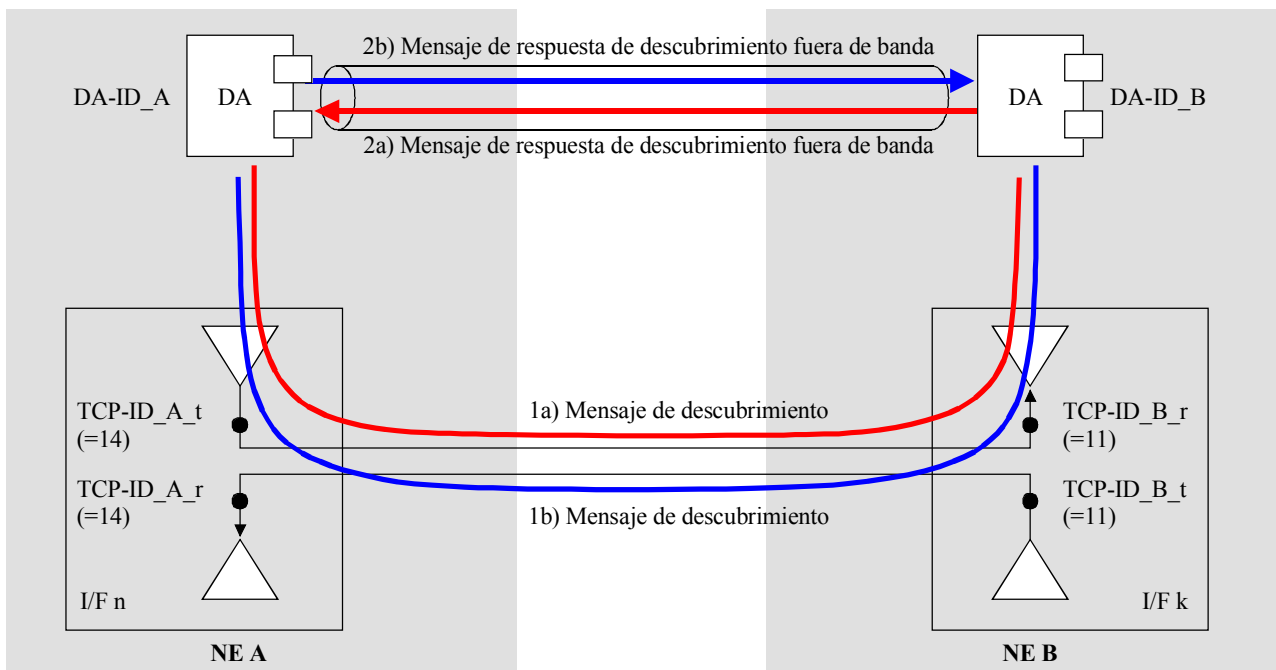 2b) Mensaje de respuesta de descubrimiento fuera de banda
DA-ID_A
DA
DA
DA-ID_B
2a) Mensaje de respuesta de descubrimiento fuera de banda
TCP-ID_A_t
(=14)
1a) Mensaje de descubrimiento
TCP-ID_B_r
(=11)
TCP-ID_A_r
(=14)
1b) Mensaje de descubrimiento
TCP-ID_B_t
(=11)
I/F n
I/F k
NE A
NE B